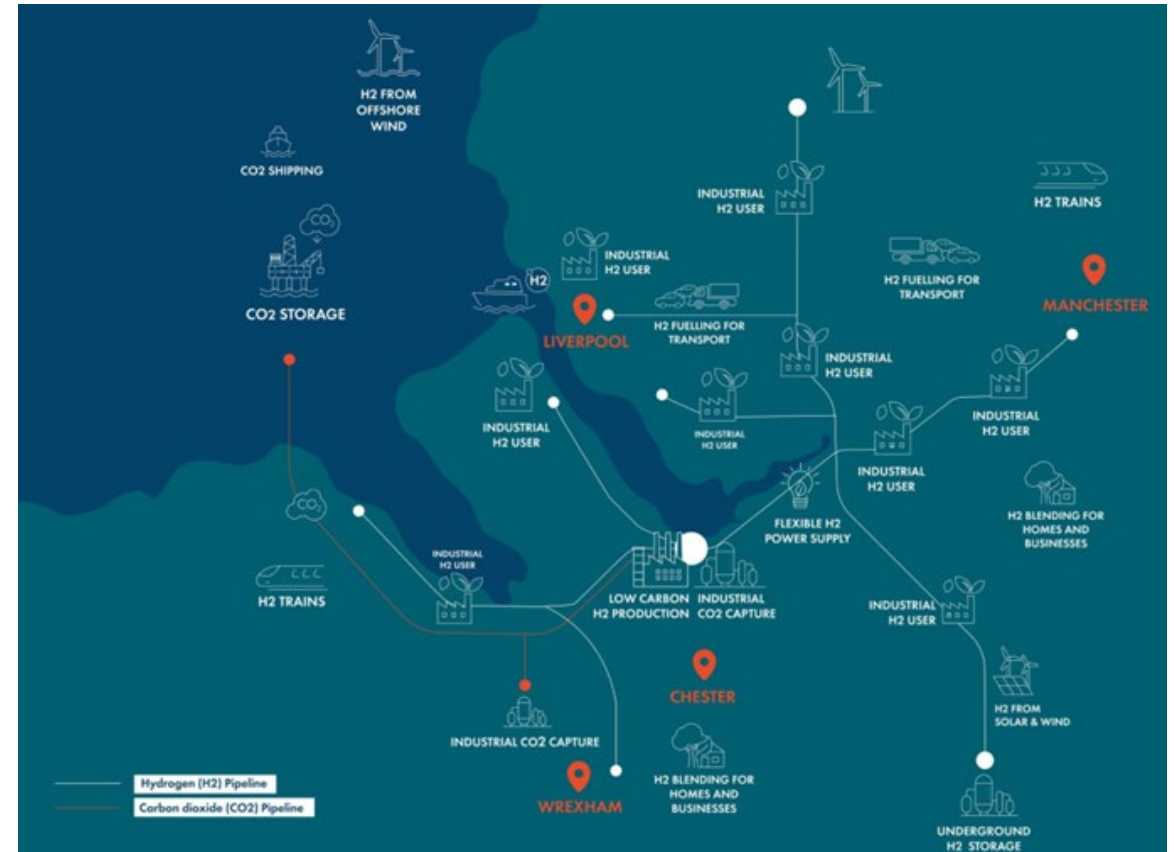 H2 FROM
OFFSHORE
WIND
CO2 SHIPPING
CO2
CO2 STORAGE
INDUSTRIAL
H2 USER
H2 TRAINS
INDUSTRIAL
H2 USER
H2
LIVERPOOL
H2 FUELLING FOR
TRANSPORT
H2 FUELLING FOR
TRANSPORT
MANCHESTER
INDUSTRIAL
H2 USER
INDUSTRIAL
H2 USER
INDUSTRIAL
H2 USER
INDUSTRIAL
H2 USER
INDUSTRIAL
H2 USER
CO2
H2 TRAINS
INDUSTRIAL
H2 USER
FLEXIBLE H2
POWER SUPPLY
H2 BLENDING FOR
HOMES AND
BUSINESSES
LOW CARBON
H2 PRODUCTION
INDUSTRIAL
CO2 CAPTURE
INDUSTRIAL
H2 USER
CHESTER
H2 FROM
SOLAR & WIND
INDUSTRIAL CO2 CAPTURE
WREXHAM
H2 BLENDING FOR
HOMES AND
BUSINESSES
UNDERGROUND
H2 STORAGE
Hydrogen (H2) Pipeline
Carbon dioxide (CO2) Pipeline